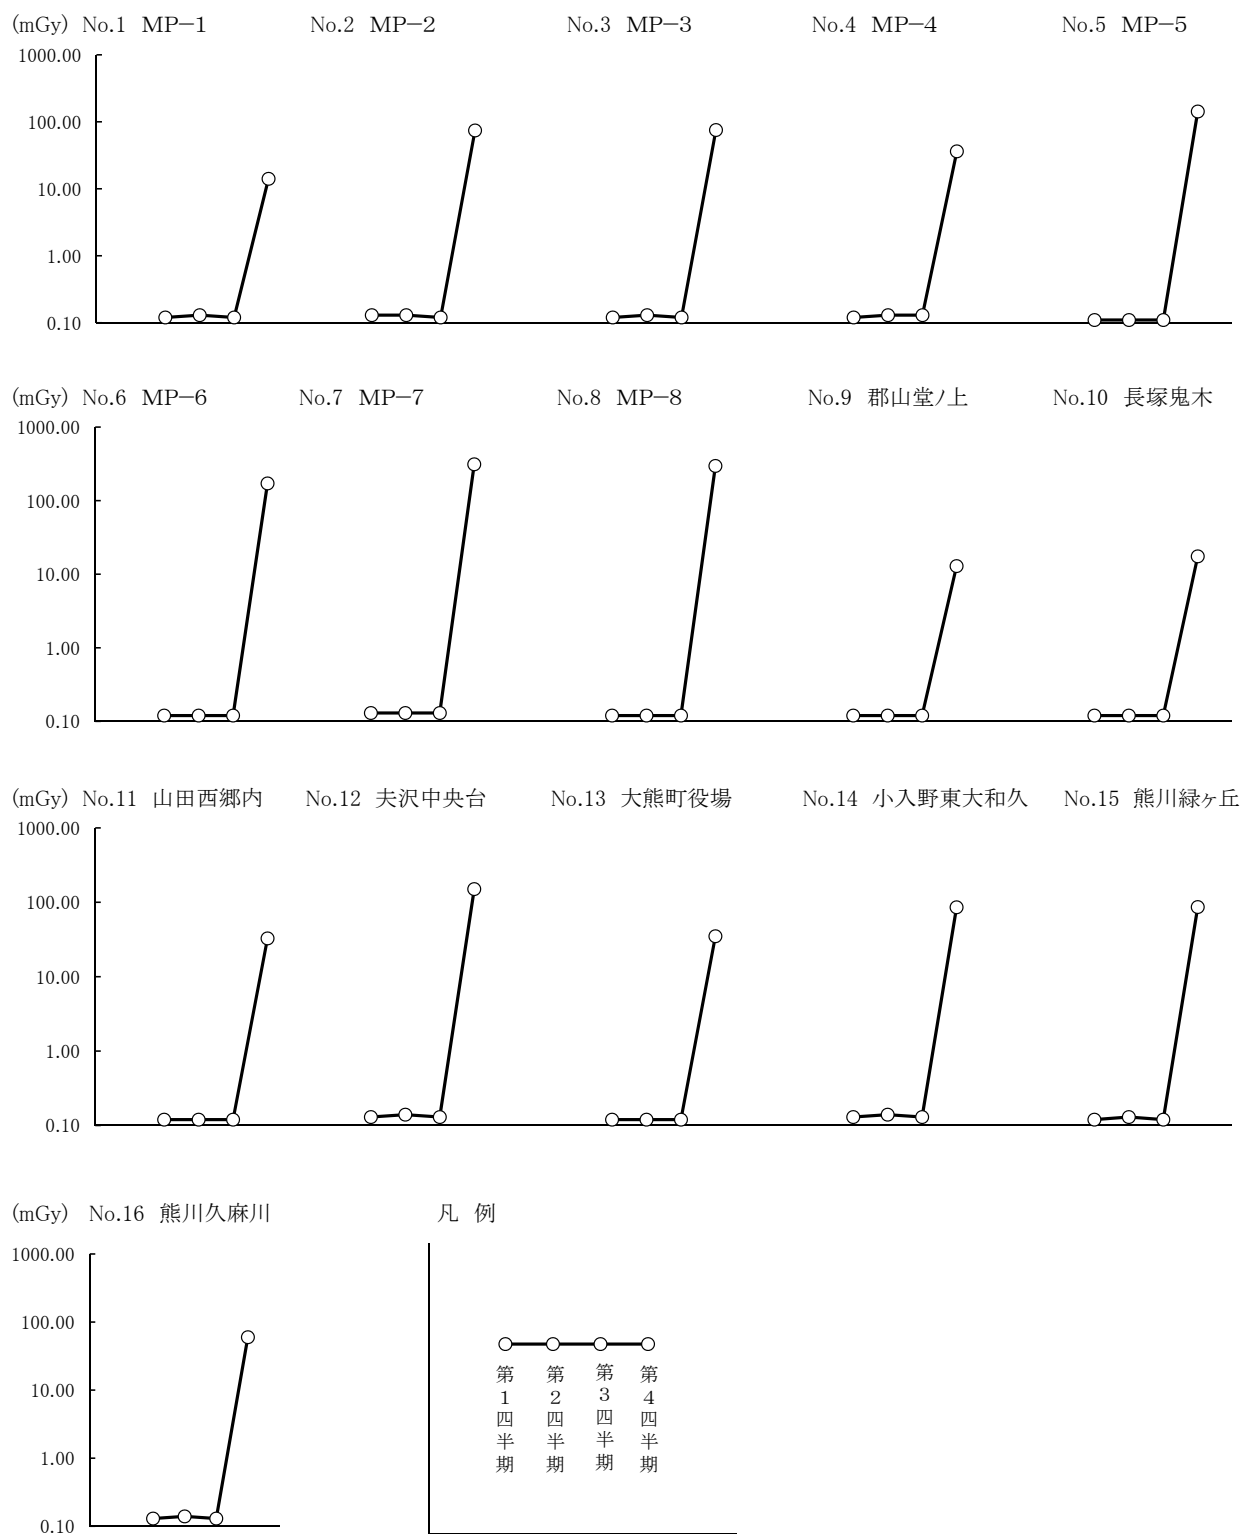 (mGy) No.1 MP−1 No.2 MP−2 No.3 MP−3 No.4 MP−4 No.5 MP−5
1000.00
100.00
10.00
1.00
0.10
(mGy) No.6 MP−6 No.7 MP−7 No.8 MP−8 No.9 郡山堂ノ上 No.10 長塚鬼木
1000.00
100.00
10.00
1.00
0.10
(mGy) No.11 山田西郷内 No.12 夫沢中央台 No.13 大熊町役場 No.14 小入野東大和久 No.15 熊川緑ヶ丘
1000.00
100.00
10.00
1.00
0.10
(mGy) No.16 熊川久麻川 凡 例
1000.00
100.00
10.00
1.00
0.10
第1四半期
第2四半期
第3四半期
第4四半期